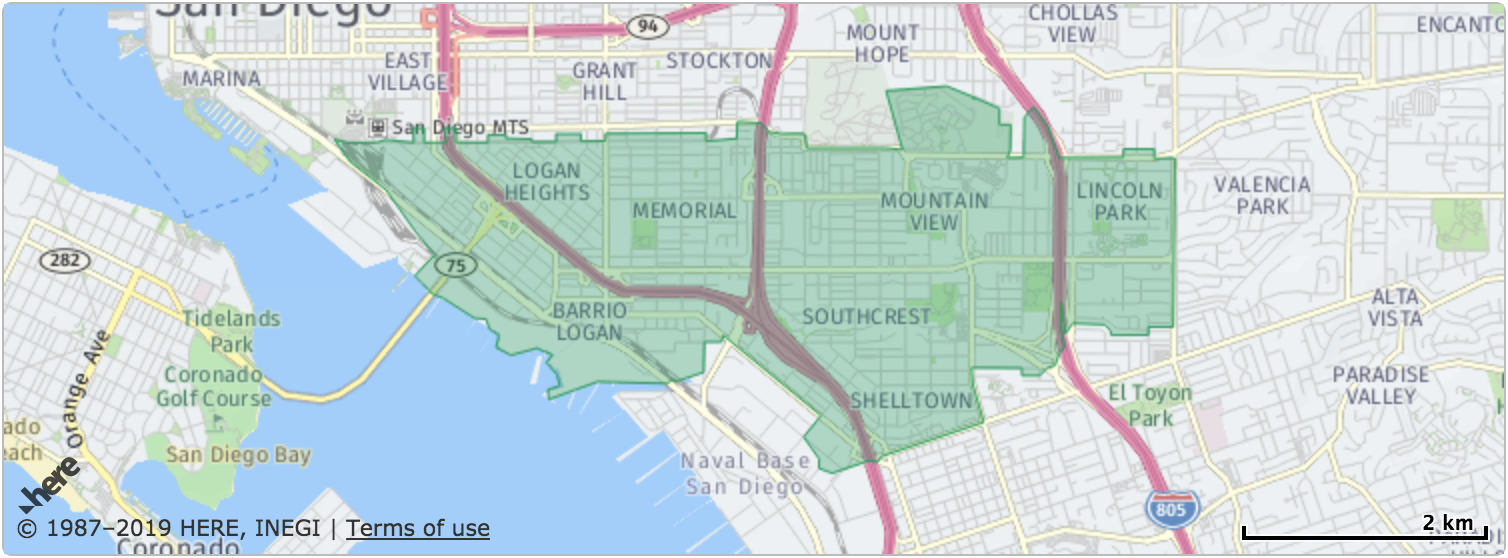 San Diego
94
CHOLLAS
VIEW
ENCANTO
MOUNT
HOPE
EAST
VILLAGE
STOCKTON
MARINA
GRANT
HILL
San Diego MTS
LOGAN
HEIGHTS
MEMORIAL
MOUNTAIN
VIEW
LINCOLN
PARK
VALENCIA
PARK
282
75
BARRIO
LOGAN
SOUTHCREST
ALTA
VISTA
Tidelands
Park
Orange Ave
Coronado
Golf Course
SHELLTOWN
El Toyon
Park
PARADISE
VALLEY
San Diego Bay
Naval Base
San Diego
here
805
2 km
© 1987–2019 HERE, INEGI | Terms of use
Coronado